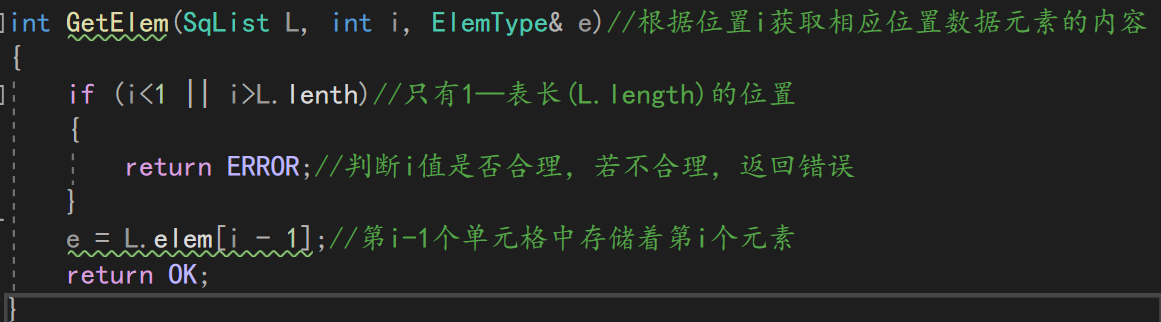 int GetElem(SqList L, int i, ElemType& e)//根据位置i获取相应位置数据元素的内容
{
if (i<1 || i>L.lenth)//只有1—表长(L.length)的位置
{
return ERROR;//判断i值是否合理，若不合理，返回错误
}
e = L.elem[i - 1];//第i-1个单元格中存储着第i个元素
return OK;
}